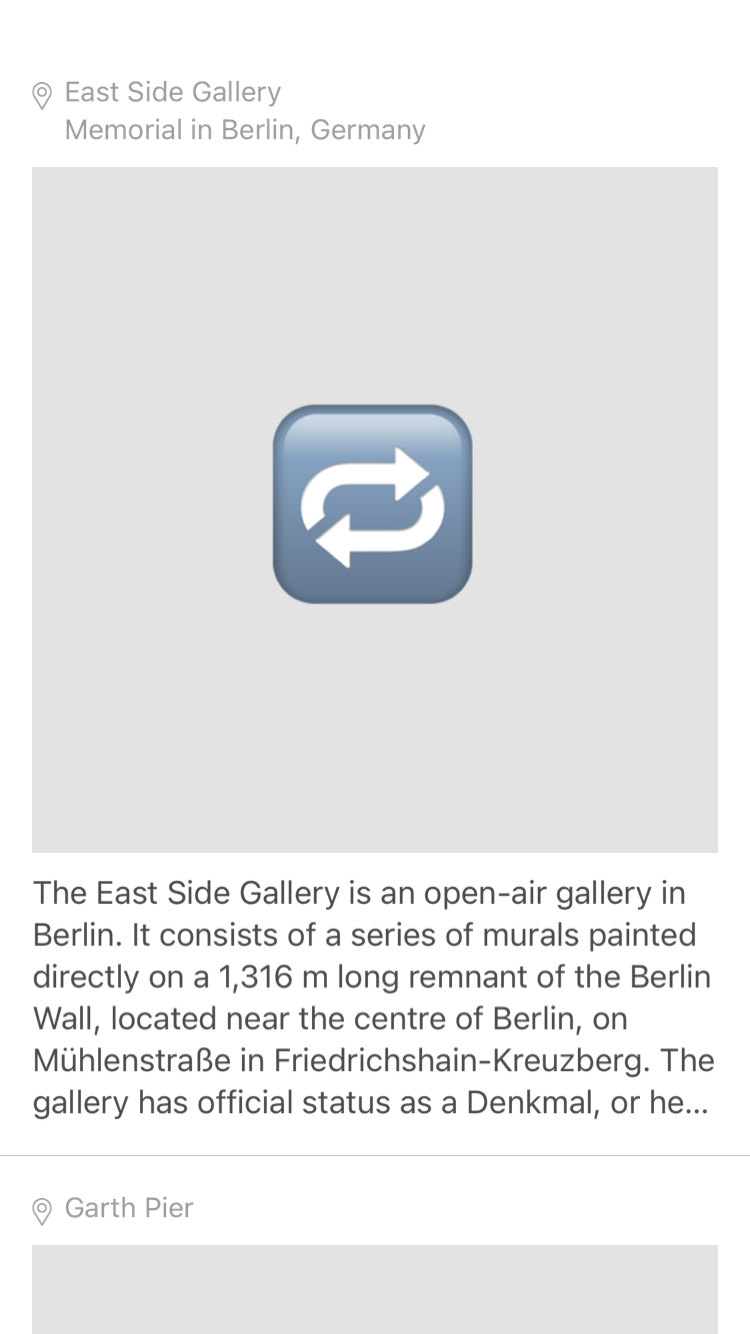 East Side Gallery
Memorial in Berlin, Germany
The East Side Gallery is an open-air gallery in
Berlin. It consists of a series of murals painted
directly on a 1,316 m long remnant of the Berlin
Wall, located near the centre of Berlin, on
Mühlenstraße in Friedrichshain-Kreuzberg. The
gallery has official status as a Denkmal, or he...
Garth Pier